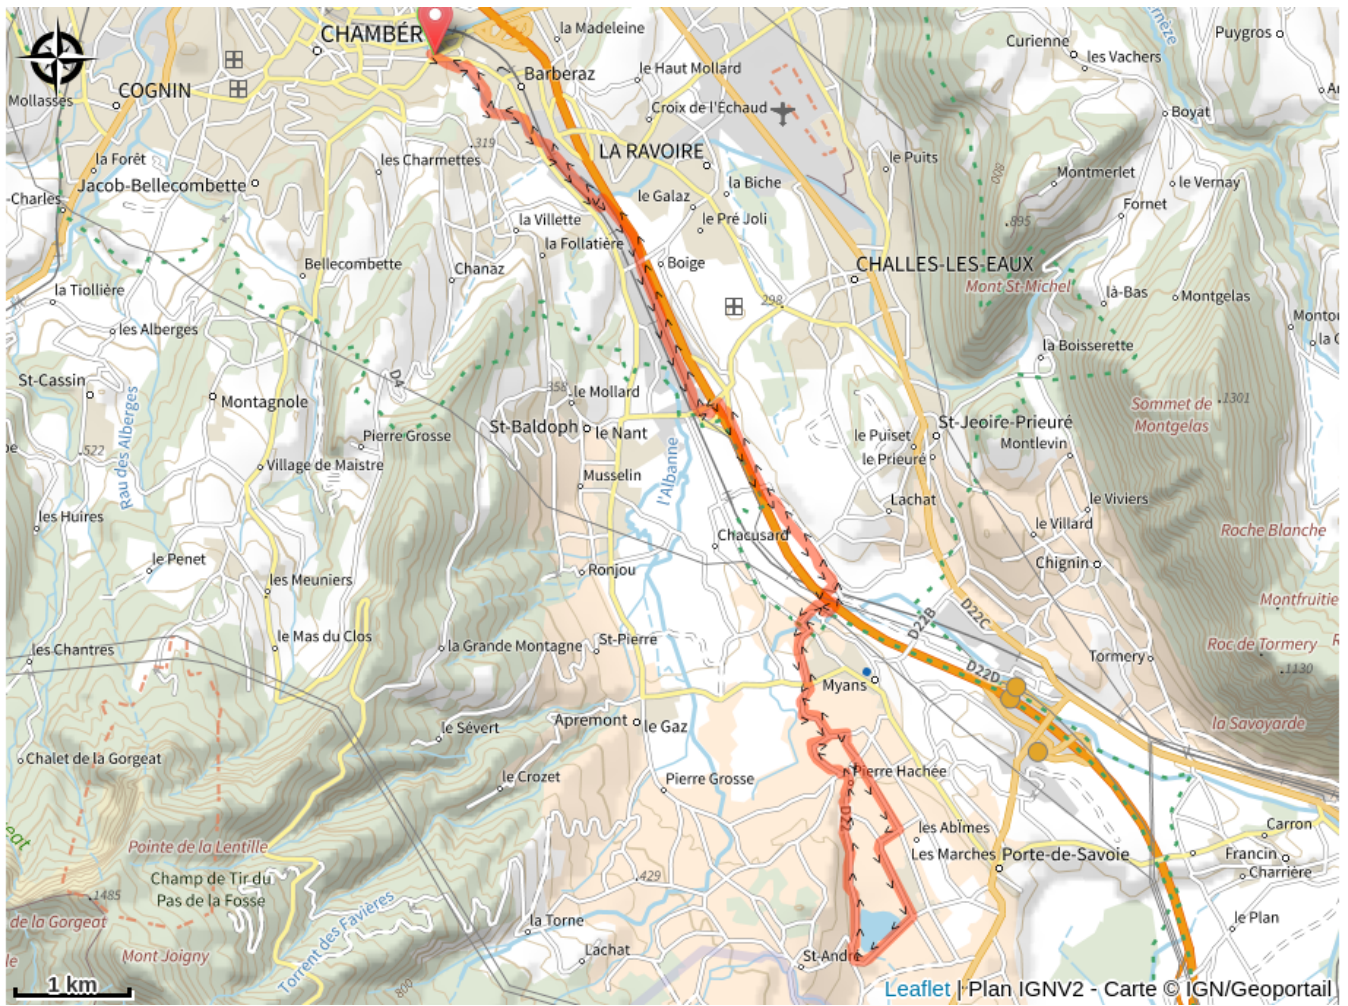 CHAMBÉR
la Madeleine
Curienne
Puygros
les Vachers
Barberaz
le Haut Mollard
COGNIN
Mollasses
Croix de l'Échaud
Boyat
.319
les Charmettes
LA RAVOIRE
la Forêt
le Puits
Jacob-Bellecombette
la Biche
Montmerlet
le Vernay
800
-Charles
le Galaz
le Pré Joli
Fornet
.895
la Villette
la Follatière
Bellecombette
Chanaz
Boige
CHALLES-LES-EAUX
Mont St-Michel
la Tiollière
298
là-Bas
Montgelas
les Alberges
la Boisserette
St-Cassin
D4
.358
le Mollard
Montagnole
Sommet de
Montgelas
.1301
Rau des Alberges
St-Baldoph
le Nant
St-Jeoire-Prieuré
Pierre Grosse
le Puiset
Montlevin
.522
Village de Maistre
le Prieuré
Musselin
l'Albanne
Lachat
le Viviers
les Huires
le Villard
Roche Blanche
Chacusard
le Penet
Ronjou
Chignin
les Meuniers
D22B
D22C
Montfruitie
le Mas du Clos
St-Pierre
les Chantres
la Grande Montagne
Roc de Tormery
Tormery
D22D
.1130
Myans
Apremont
le Gaz
la Savoyarde
le Sévert
Chalet de la Gorgeat
le Crozet
Pierre Grosse
Pierre Hachée
D12
les Abîmes
Carron
Pointe de la Lentille
Les Marches
Porte-de-Savoie
Francin
Champ de Tir du
Pas de la Fosse
.429
Charrière
.1485
de la Gorgeat
Torrent des Favières
la Torne
le Plan
Mont Joigny
Lachat
St-André
800
1 km
Leaflet | Plan IGNV2 - Carte © IGN/Geoportail